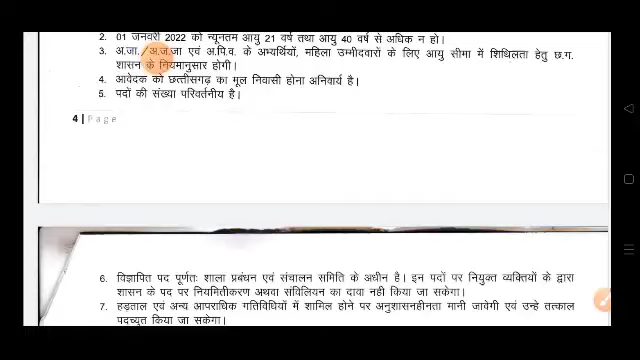 2. 01 जनवरी 2022 को न्यूनतम आयु 21 वर्ष तथा आयु 40 वर्ष से अधिक न हो।
3. अ.जा./अ.ज.जा एवं अ.पि.व. के अभ्यर्थियों, महिला उम्मीदवारों के लिए आयु सीमा में शिथिलता हेतु छ.ग.
शासन के नियमानुसार होगी।
4. आवेदक को छत्तीसगढ़ का मूल निवासी होना अनिवार्य है।
5. पदों की संख्या परिवर्तनीय है।
4 | Page
6. विज्ञापित पद पूर्णतः शाला प्रबंधन एवं संचालन समिति के अधीन है। इन पदों पर नियुक्त व्यक्तियों के द्वारा
शासन के पद पर नियमितीकरण अथवा संविलियन का दावा नही किया जा सकेगा।
7. हड़ताल एवं अन्य आपराधिक गतिविधियों में शामिल होने पर अनुशासनहीनता मानी जावेगी एवं उन्हे तत्काल
पदच्युत किया जा सकेगा।